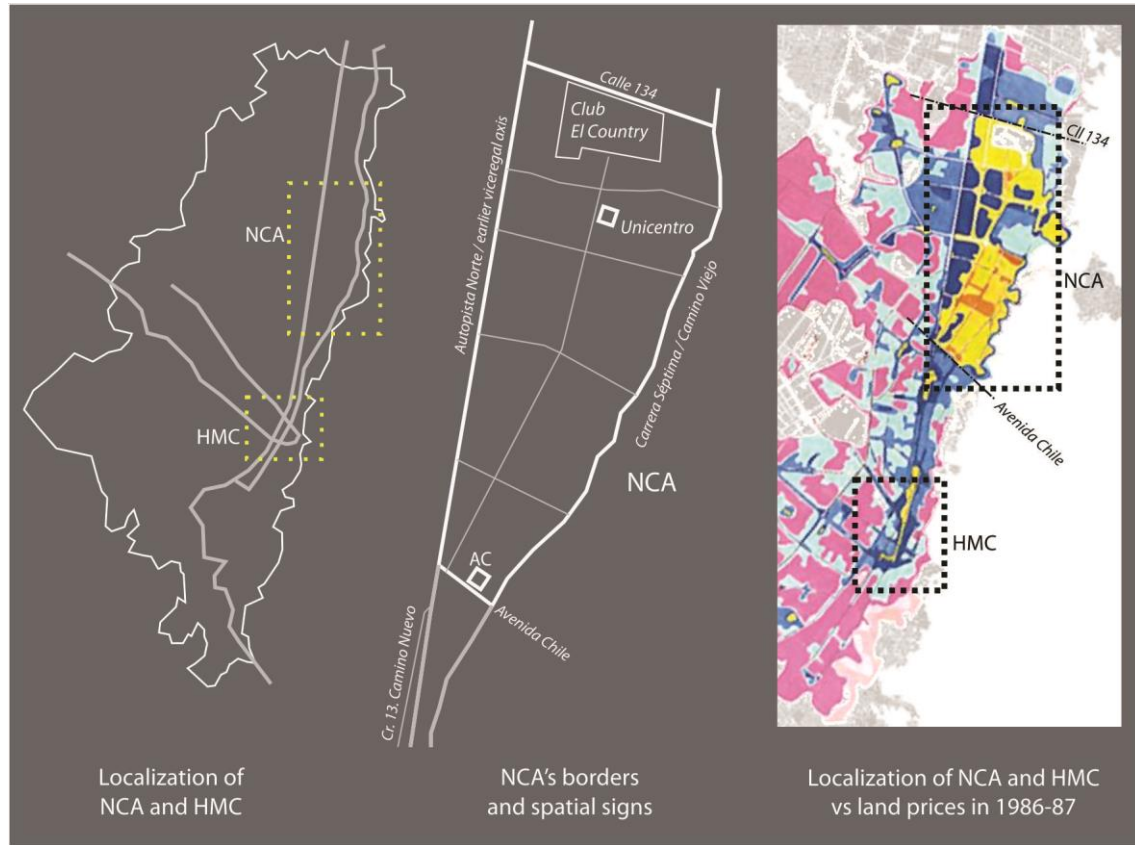 NCA
HMC
Localization of
NCA and HMC
Calle 134
Club
El Country
Autopista Norte / earlier viceregal axis
Unicentro
Carrera Séptima / Camino Viejo
NCA
AC
Avenida Chile
Cr. 13. Camino Nuevo
NCA's borders
and spatial signs
Cll 134
NCA
Avenida Chile
HMC
Localization of NCA and HMC
vs land prices in 1986-87